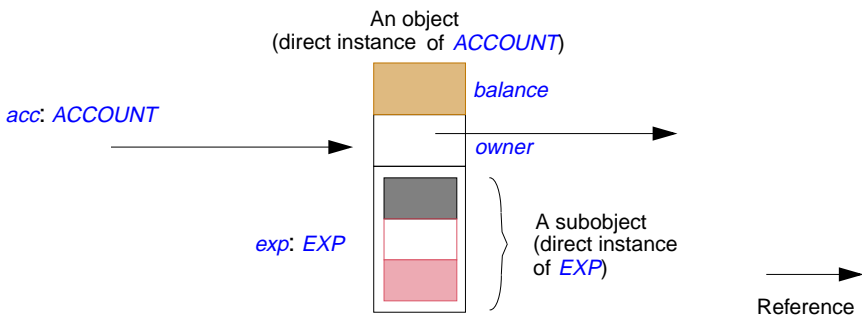 An object
(direct instance of ACCOUNT)
balance
acc: ACCOUNT
owner
exp: EXP
A subobject
(direct instance
of EXP)
Reference